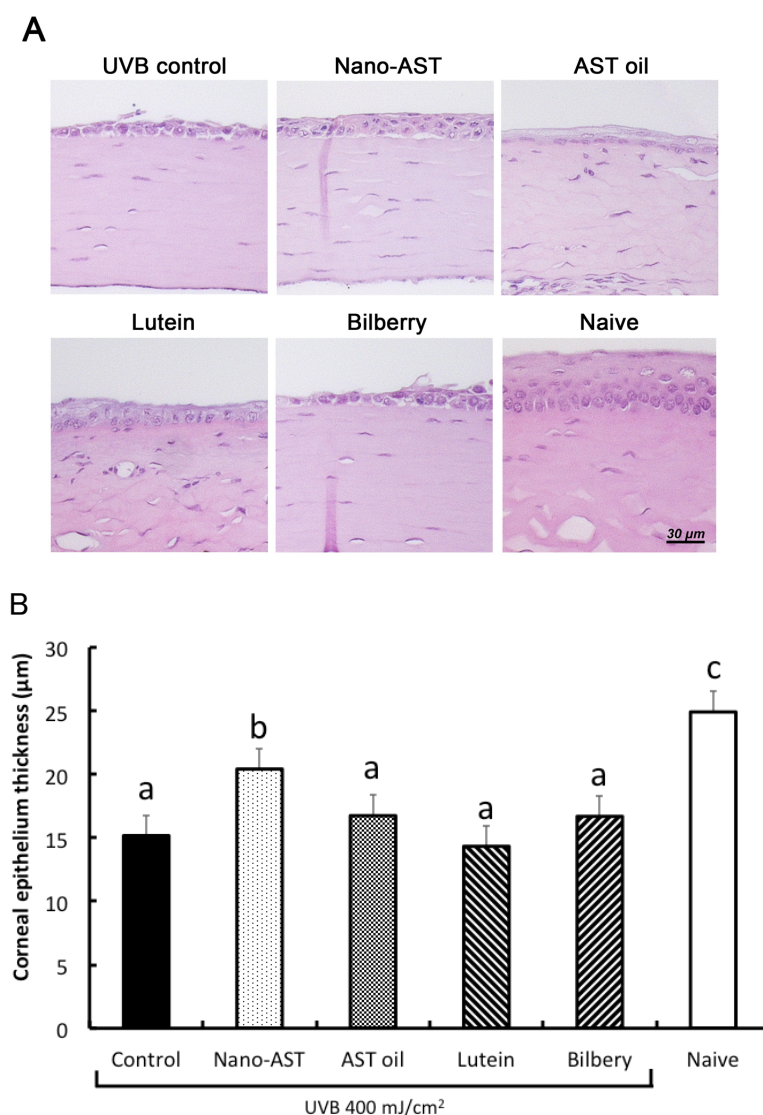 A
UVB control Nano-AST AST oil
Lutein Bilberry Naive
30 μm
B
Corneal epithelium thickness (μm)
30
25
20
15
10
5
0
a b a a a c
Control Nano-AST AST oil Lutein Bilbery Naive
UVB 400 mJ/cm²